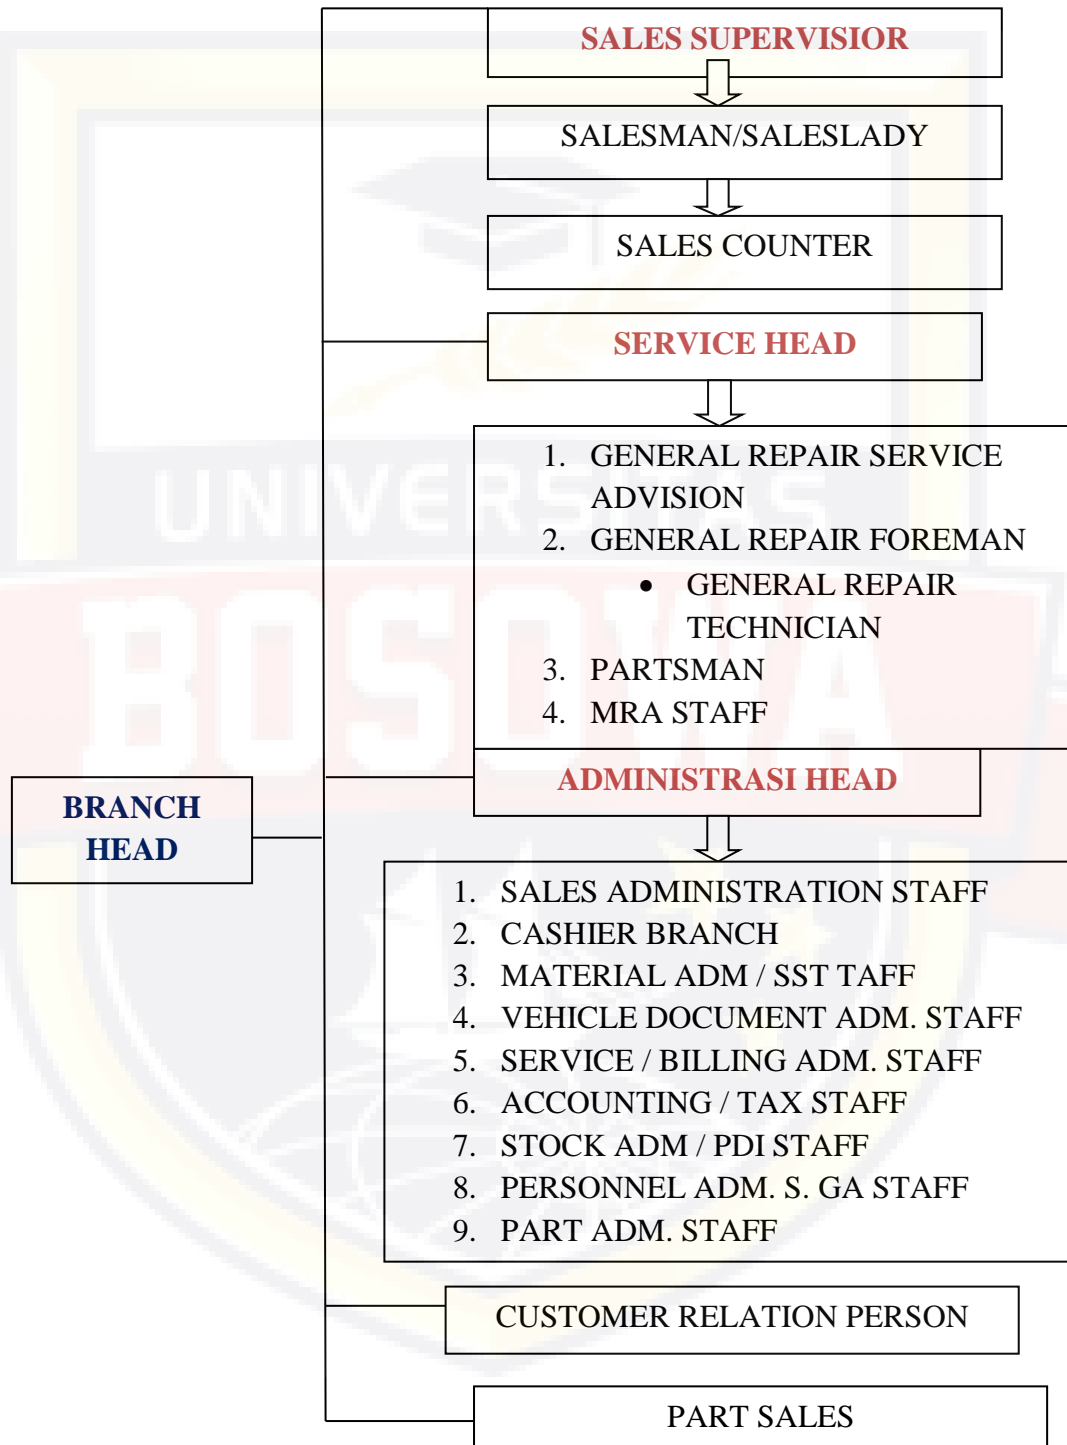 SALES SUPERVISIOR
SALESMAN/SALESLADY
SALES COUNTER
SERVICE HEAD
1. GENERAL REPAIR SERVICE
ADVISION
2. GENERAL REPAIR FOREMAN
• GENERAL REPAIR
TECHNICIAN
3. PARTSMAN
4. MRA STAFF
ADMINISTRASI HEAD
BRANCH
HEAD
1. SALES ADMINISTRATION STAFF
2. CASHIER BRANCH
3. MATERIAL ADM / SST TAFF
4. VEHICLE DOCUMENT ADM. STAFF
5. SERVICE / BILLING ADM. STAFF
6. ACCOUNTING / TAX STAFF
7. STOCK ADM / PDI STAFF
8. PERSONNEL ADM. S. GA STAFF
9. PART ADM. STAFF
CUSTOMER RELATION PERSON
PART SALES
UNIVERSITAS
BOSOWA